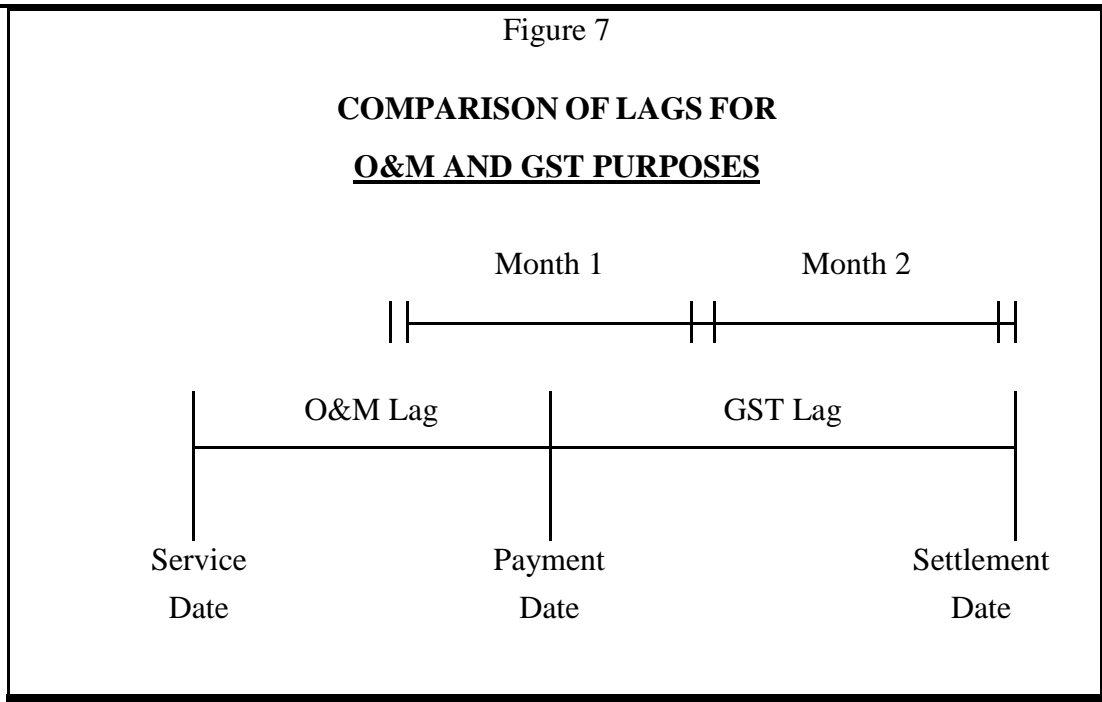 Figure 7
COMPARISON OF LAGS FOR
O&M AND GST PURPOSES
Month 1 Month 2
O&M Lag GST Lag
Service Payment Settlement
Date Date Date